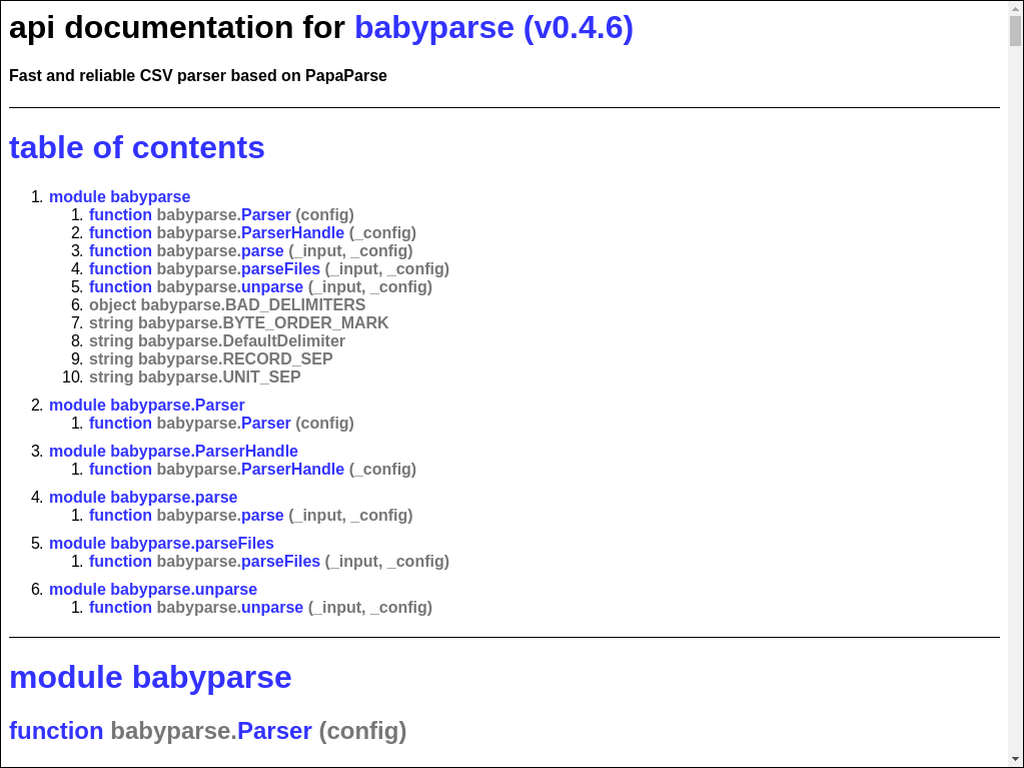 api documentation for babyparse (v0.4.6)
Fast and reliable CSV parser based on PapaParse
table of contents
1. module babyparse
1. function babyparse.Parser (config)
2. function babyparse.ParserHandle (_config)
3. function babyparse.parse (_input, _config)
4. function babyparse.parseFiles (_input, _config)
5. function babyparse.unparse (_input, _config)
6. object babyparse.BAD_DELIMITERS
7. string babyparse.BYTE_ORDER_MARK
8. string babyparse.DefaultDelimiter
9. string babyparse.RECORD_SEP
10. string babyparse.UNIT_SEP
2. module babyparse.Parser
1. function babyparse.Parser (config)
3. module babyparse.ParserHandle
1. function babyparse.ParserHandle (_config)
4. module babyparse.parse
1. function babyparse.parse (_input, _config)
5. module babyparse.parseFiles
1. function babyparse.parseFiles (_input, _config)
6. module babyparse.unparse
1. function babyparse.unparse (_input, _config)
module babyparse
function babyparse.Parser (config)